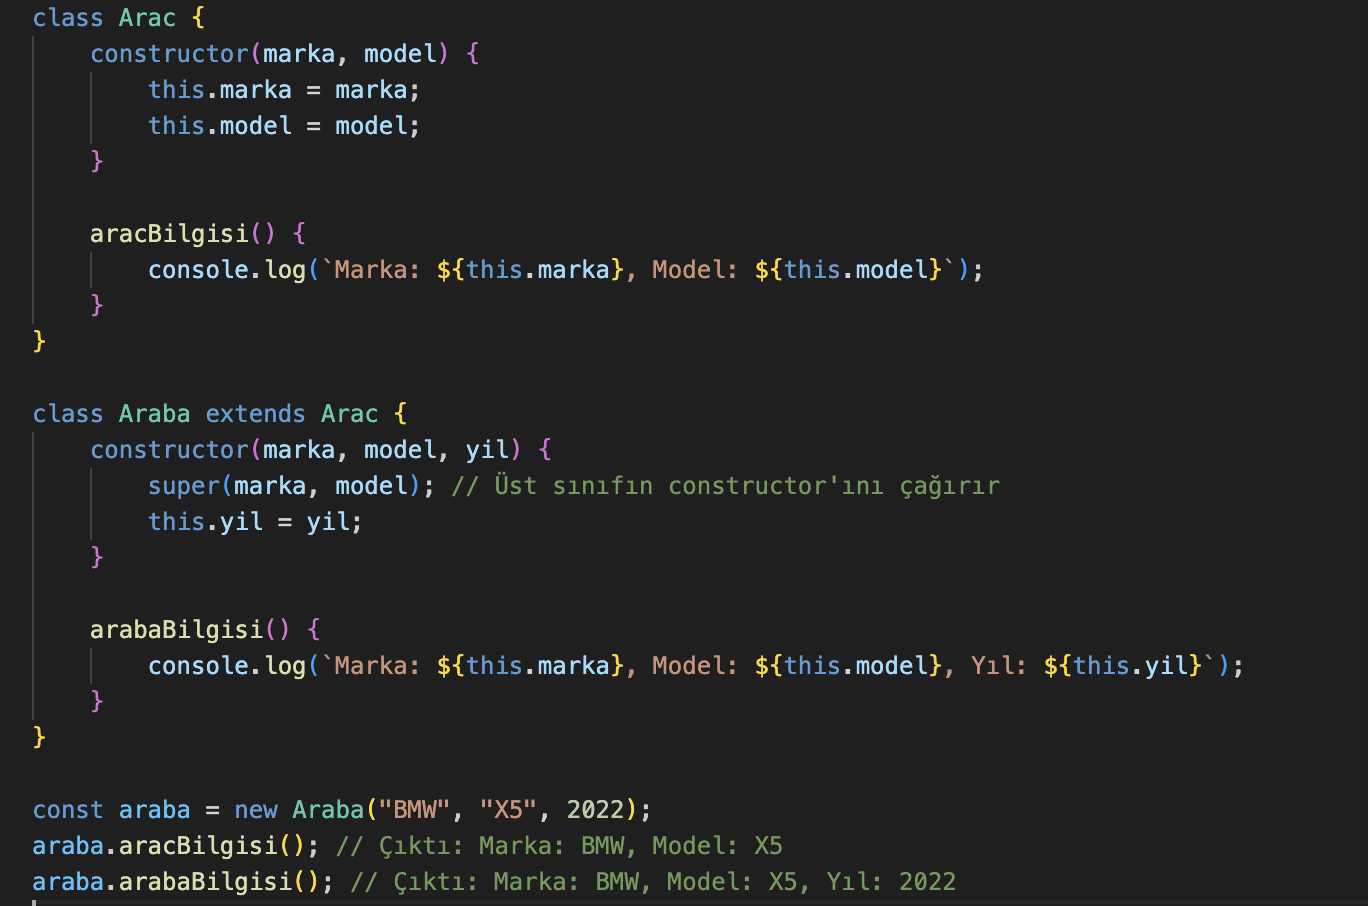 class Arac {
    constructor(marka, model) {
        this.marka = marka;
        this.model = model;
    }

    aracBilgisi() {
        console.log(`Marka: ${this.marka}, Model: ${this.model}`);
    }
}

class Araba extends Arac {
    constructor(marka, model, yil) {
        super(marka, model); // Üst sınıfın constructor'ını çağırır
        this.yil = yil;
    }

    arabaBilgisi() {
        console.log(`Marka: ${this.marka}, Model: ${this.model}, Yıl: ${this.yil}`);
    }
}

const araba = new Araba("BMW", "X5", 2022);
araba.aracBilgisi(); // Çıktı: Marka: BMW, Model: X5
araba.arabaBilgisi(); // Çıktı: Marka: BMW, Model: X5, Yıl: 2022